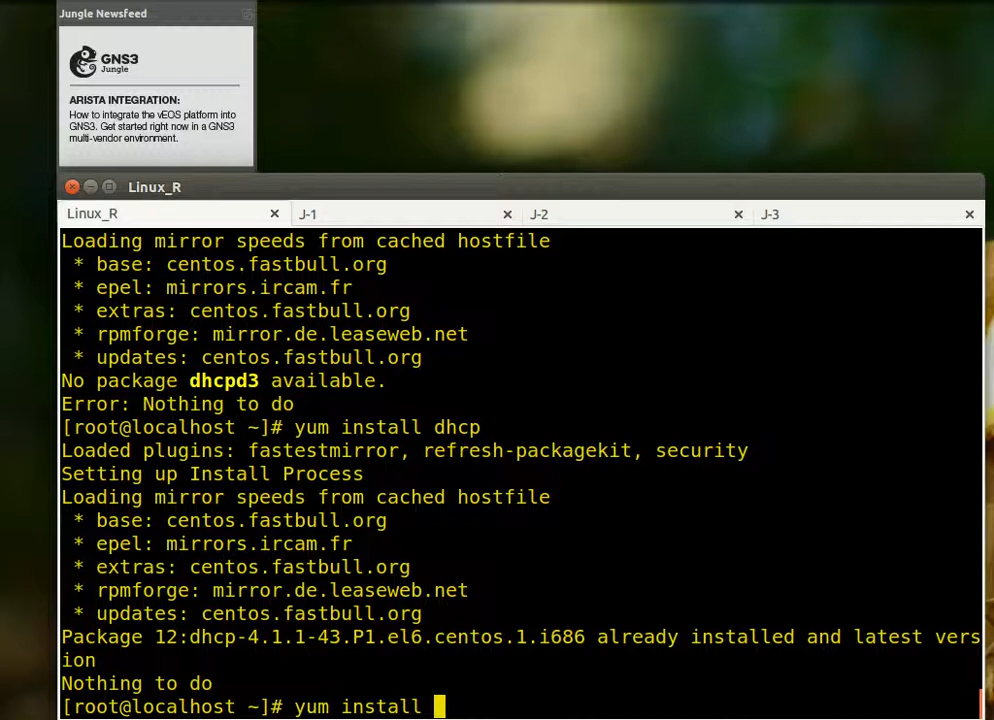 Jungle Newsfeed
GNS3
Jungle
ARISTA INTEGRATION:
How to integrate the vEOS platform into
GNS3. Get started right now in a GNS3
multi-vendor environment.
Linux_R
Linux_R
J-1
J-2
J-3
Loading mirror speeds from cached hostfile
* base: centos.fastbull.org
* epel: mirrors.ircam.fr
* extras: centos.fastbull.org
* rpmforge: mirror.de.leaseweb.net
* updates: centos.fastbull.org
No package dhcpd3 available.
Error: Nothing to do
[root@localhost ~]# yum install dhcp
Loaded plugins: fastestmirror, refresh-packagekit, security
Setting up Install Process
Loading mirror speeds from cached hostfile
* base: centos.fastbull.org
* epel: mirrors.ircam.fr
* extras: centos.fastbull.org
* rpmforge: mirror.de.leaseweb.net
* updates: centos.fastbull.org
Package 12:dhcp-4.1.1-43.P1.el6.centos.1.i686 already installed and latest vers
ion
Nothing to do
[root@localhost ~]# yum install